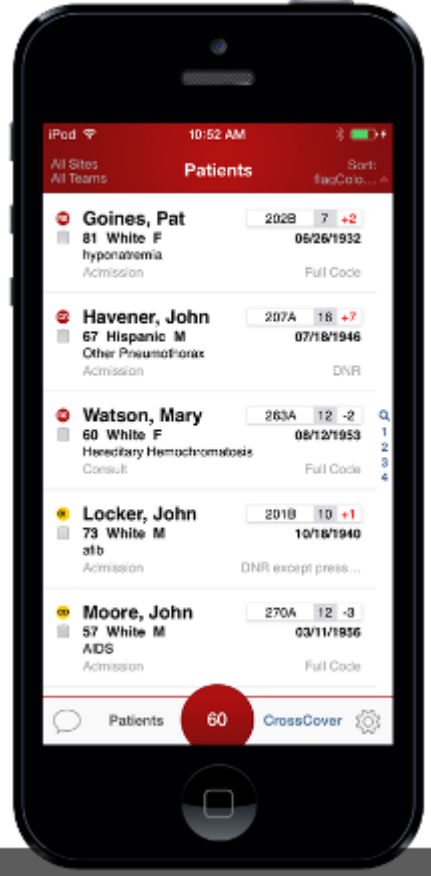 iPod 10:52 AM
All Sites
All Teams
Patients
Sort:
flagColo...
Goines, Pat 202B 7 +2
81 White F 06/26/1932
hyponatremia
Admission Full Code
Havener, John 207A 18 +7
67 Hispanic M 07/18/1946
Other Pneumothorax
Admission DNR
Watson, Mary 263A 12 -2
60 White F 08/12/1953
Hereditary Hemochromatosis
Consult Full Code
1
2
3
4
Locker, John 201B 10 +1
73 White M 10/18/1940
afib
Admission DNR except press...
Moore, John 270A 12 -3
57 White M 03/11/1956
AIDS
Admission Full Code
Patients 60 CrossCover